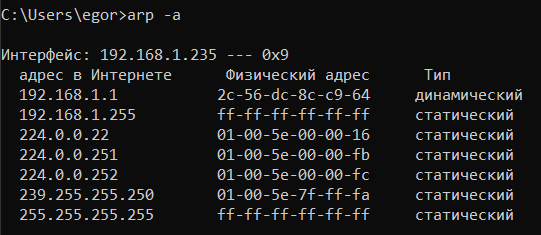 C:\Users\egor>arp -a
Интерфейс: 192.168.1.235 --- 0x9
адрес в Интернете Физический адрес Тип
192.168.1.1 2c-56-dc-8c-c9-64 динамический
192.168.1.255 ff-ff-ff-ff-ff-ff статический
224.0.0.22 01-00-5e-00-00-16 статический
224.0.0.251 01-00-5e-00-00-fb статический
224.0.0.252 01-00-5e-00-00-fc статический
239.255.255.250 01-00-5e-7f-ff-fa статический
255.255.255.255 ff-ff-ff-ff-ff-ff статический